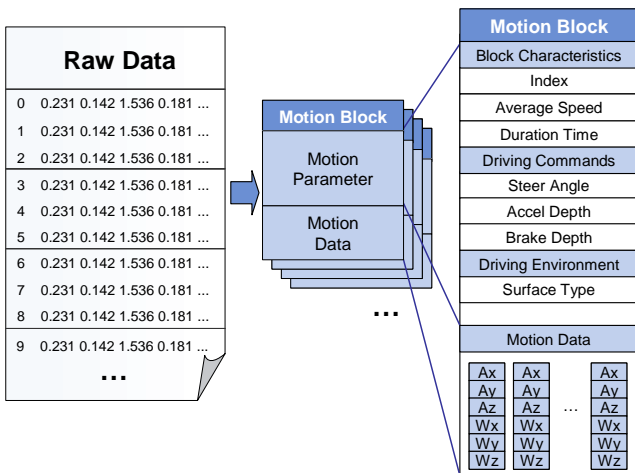 Raw Data
0 0.231 0.142 1.536 0.181 ...
1 0.231 0.142 1.536 0.181 ...
2 0.231 0.142 1.536 0.181 ...
3 0.231 0.142 1.536 0.181 ...
4 0.231 0.142 1.536 0.181 ...
5 0.231 0.142 1.536 0.181 ...
6 0.231 0.142 1.536 0.181 ...
7 0.231 0.142 1.536 0.181 ...
8 0.231 0.142 1.536 0.181 ...
9 0.231 0.142 1.536 0.181 ...
...
Motion Block
Motion
Parameter
Motion
Data
...
Motion Block
Block Characteristics
Index
Average Speed
Duration Time
Driving Commands
Steer Angle
Accel Depth
Brake Depth
Driving Environment
Surface Type
Motion Data
Ax Ax Ax
Ay Ay Ay
Az Az ... Az
Wx Wx Wx
Wy Wy Wy
Wz Wz Wz